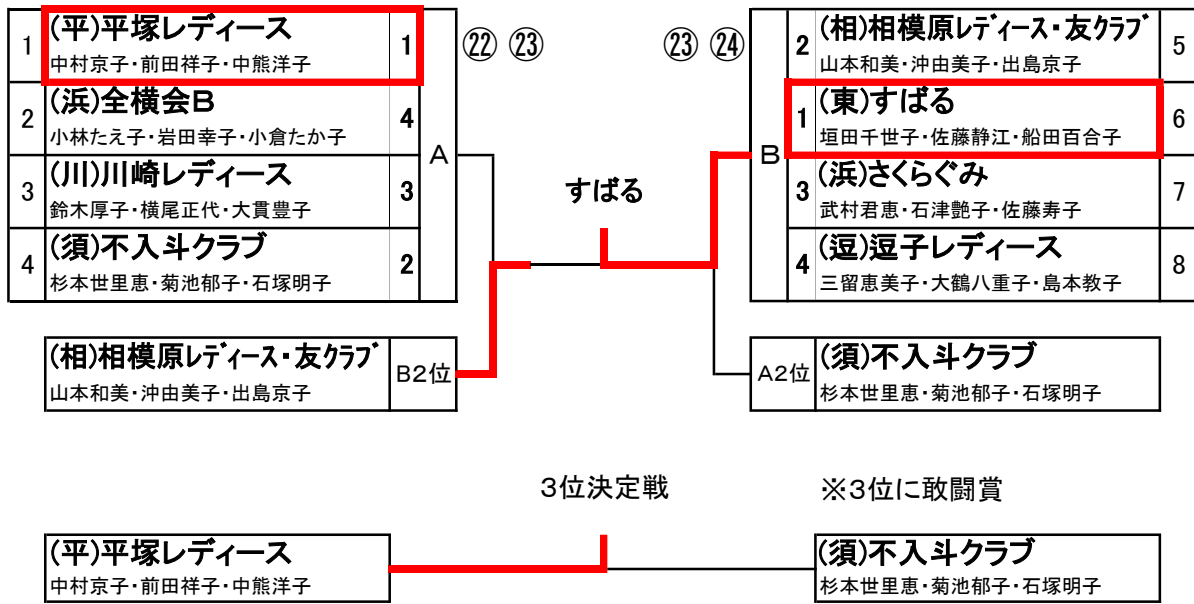 1 (平)平塚レディース 1
中村京子・前田祥子・中熊洋子
2 (浜)全横会B 4
小林たえ子・岩田幸子・小倉たか子
3 (川)川崎レディース 3
鈴木厚子・横尾正代・大貫豊子
4 (須)不入斗クラブ 2
杉本世里恵・菊池郁子・石塚明子
A
㉒ ㉓
㉓ ㉔
すばる
B
2 (相)相模原レディース・友クラブ 5
山本和美・沖由美子・出島京子
1 (東)すばる 6
垣田千世子・佐藤静江・船田百合子
3 (浜)さくらぐみ 7
武村君恵・石津艶子・佐藤寿子
4 (逗)逗子レディース 8
三留恵美子・大鶴八重子・島本教子
(相)相模原レディース・友クラブ B2位
山本和美・沖由美子・出島京子
A2位 (須)不入斗クラブ
杉本世里恵・菊池郁子・石塚明子
3位決定戦
※3位に敢闘賞
(平)平塚レディース
中村京子・前田祥子・中熊洋子
(須)不入斗クラブ
杉本世里恵・菊池郁子・石塚明子